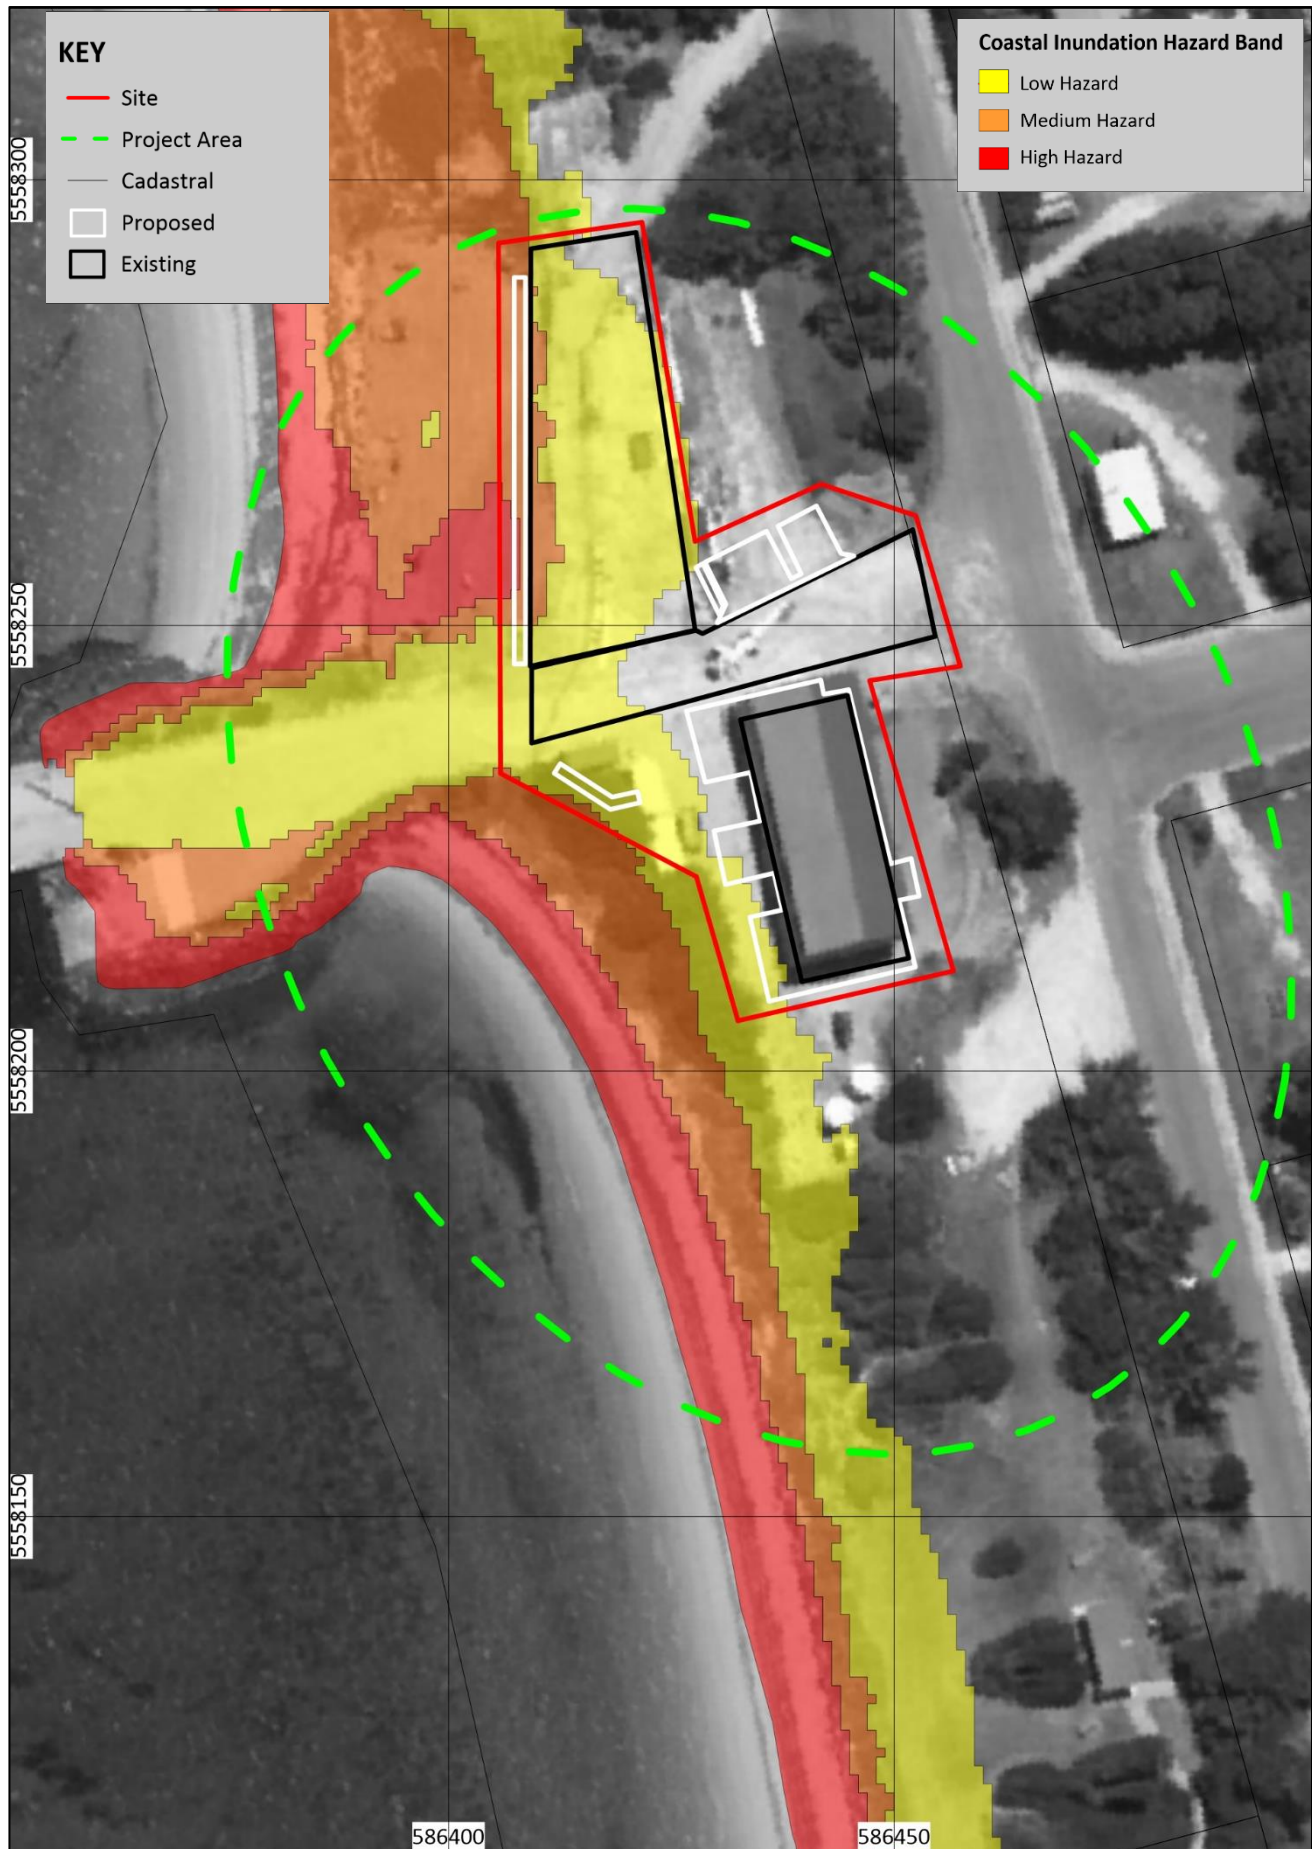 KEY
Site
Project Area
Cadastral
Proposed
Existing
Coastal Inundation Hazard Band
Low Hazard
Medium Hazard
High Hazard
5558300
5558250
5558200
5558150
586400
586450